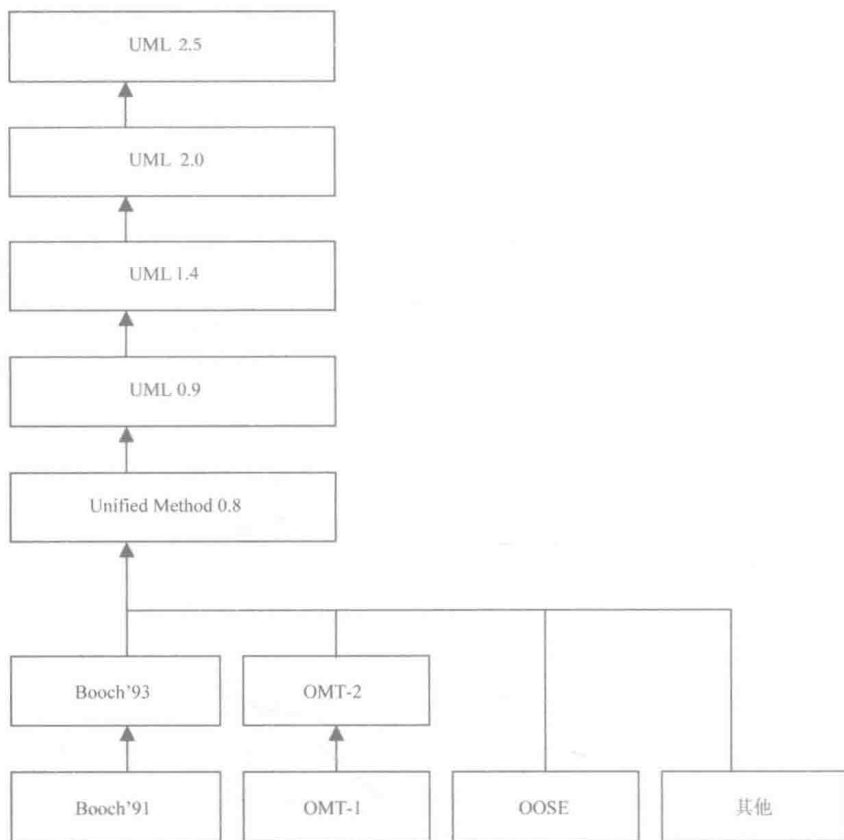 UML 2.5
UML 2.0
UML 1.4
UML 0.9
Unified Method 0.8
Booch’93
OMT-2
Booch’91
OMT-1
OOSE
其他